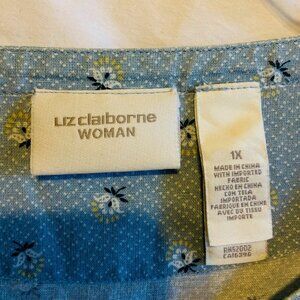 Liz claiborne
WOMAN
1X
MADE IN CHINA
WITH IMPORTED
FABRIC
HECHO EN CHINA
CON TELA
IMPORTADA
FABRIQUE EN CHINE
AVEC DU TISSU
IMPORTE
RN52002